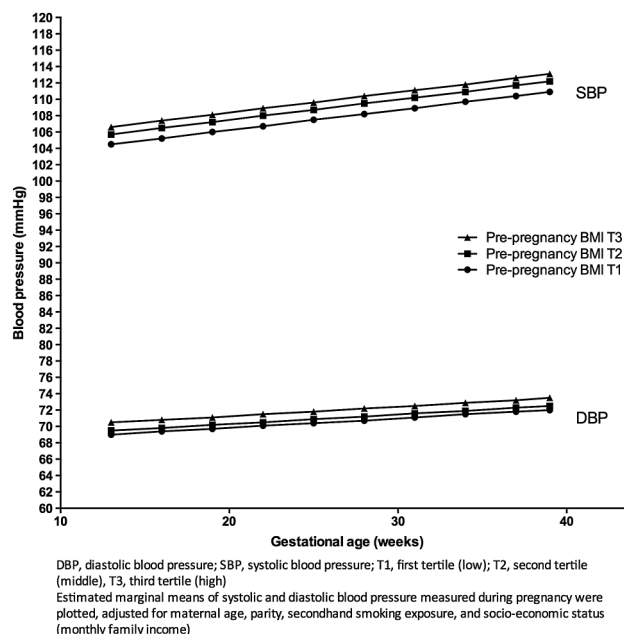 120
118
116
114
112
110
108
106
104
102
100
98
96
94
92
90
88
86
84
82
80
78
76
74
72
70
68
66
64
62
60
Blood pressure (mmHg)
SBP
Pre-pregnancy BMI T3
Pre-pregnancy BMI T2
Pre-pregnancy BMI T1
DBP
10 20 30 40
Gestational age (weeks)
DBP, diastolic blood pressure; SBP, systolic blood pressure; T1, first tertile (low); T2, second tertile
(middle), T3, third tertile (high)
Estimated marginal means of systolic and diastolic blood pressure measured during pregnancy were
plotted, adjusted for maternal age, parity, secondhand smoking exposure, and socio-economic status
(monthly family income)